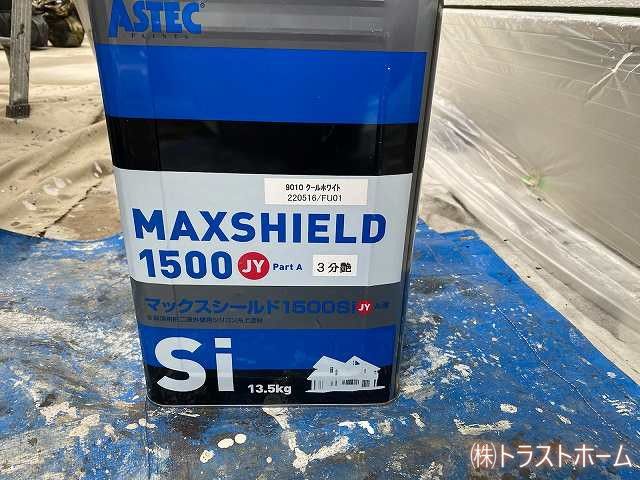 ASTEC
PAINTS
9010 クールホワイト
220516/FU01
MAXSHIELD
1500 JY Part A 3分艶
マックスシールド1500Si JY
Si
13.5kg
㈱トラストホーム